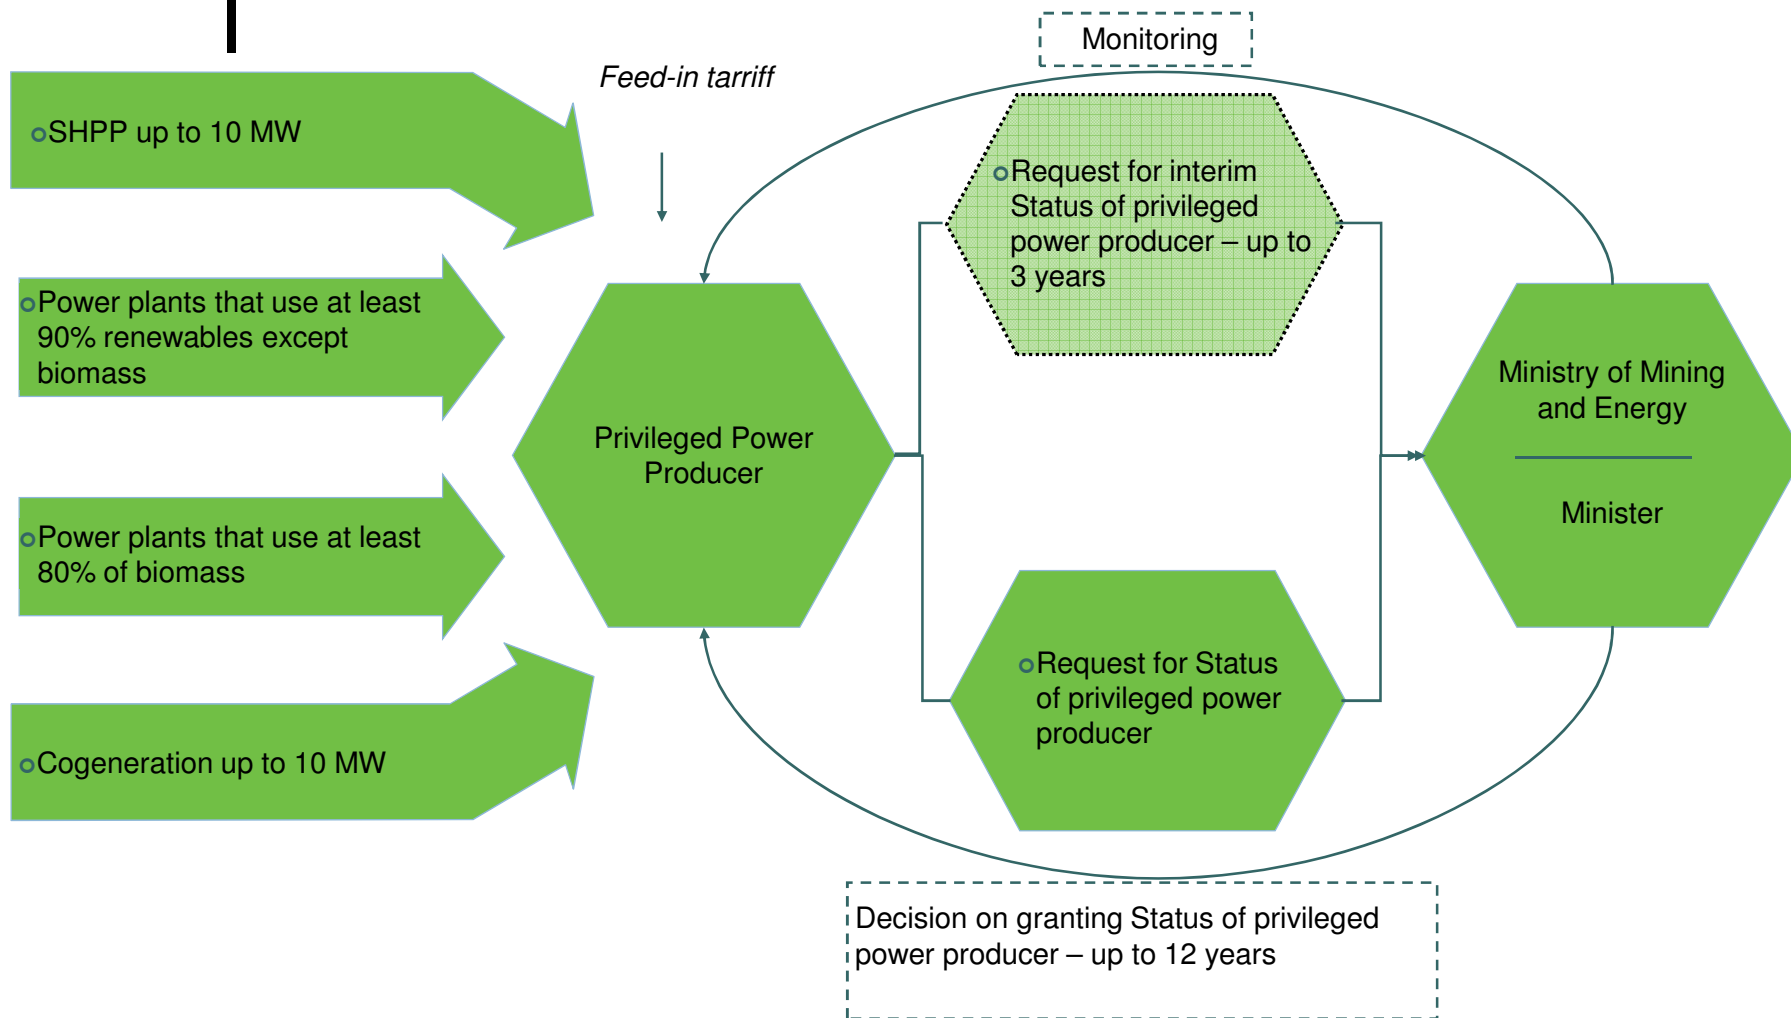 Monitoring
Feed-in tarriff
SHPP up to 10 MW
Request for interim
Status of privileged
power producer – up to
3 years
Power plants that use at least
90% renewables except
biomass
Ministry of Mining
and Energy
Minister
Privileged Power
Producer
Power plants that use at least
80% of biomass
Request for Status
of privileged power
producer
Cogeneration up to 10 MW
Decision on granting Status of privileged
power producer – up to 12 years